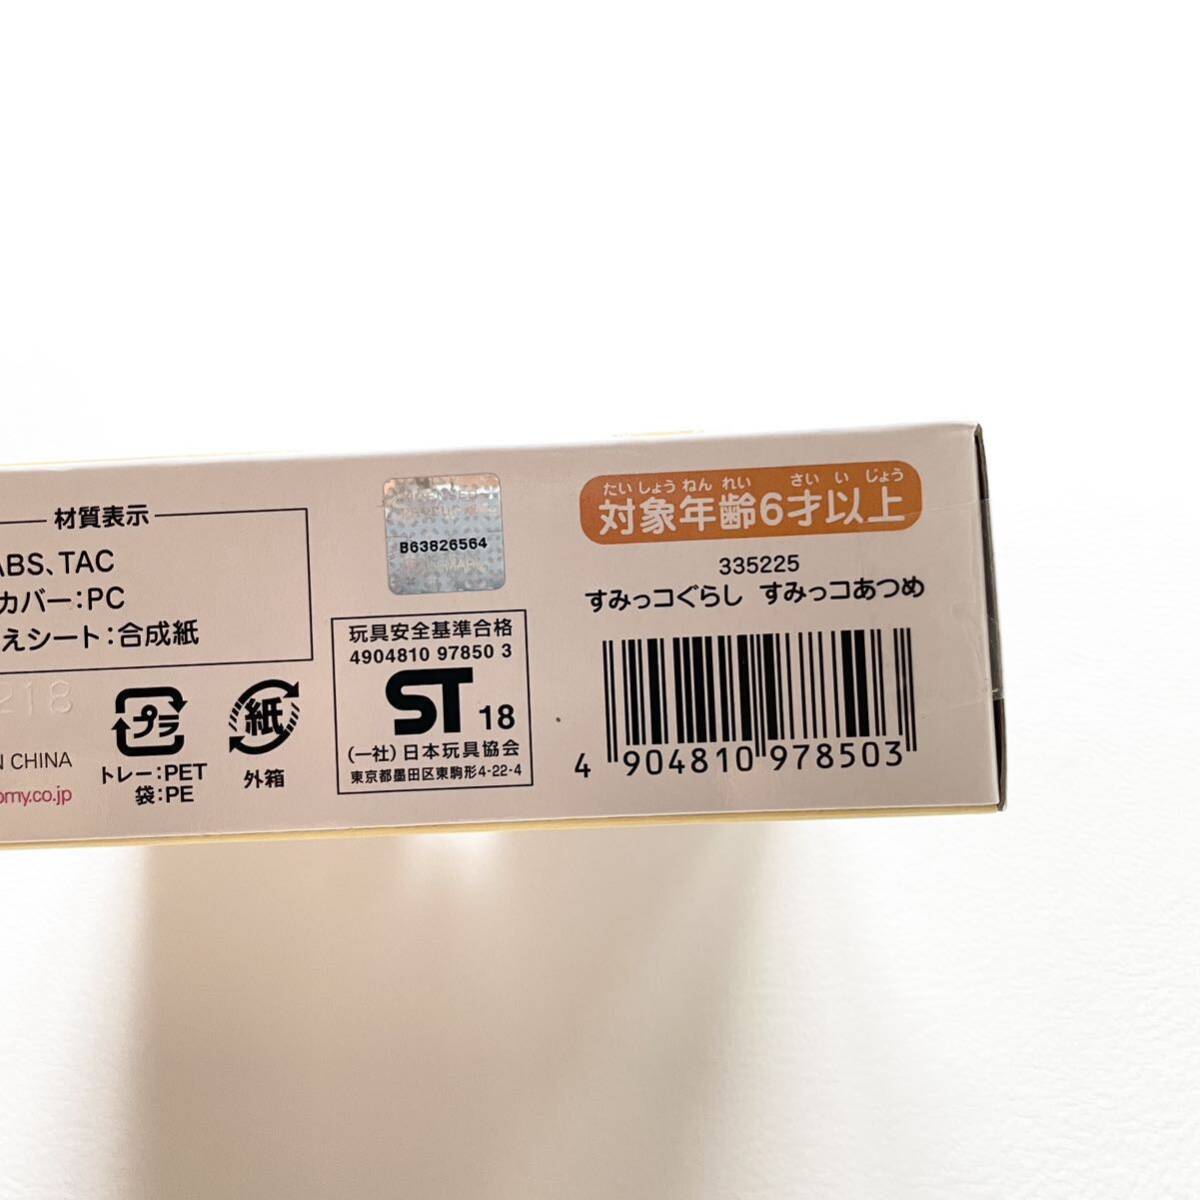 材質表示
ABS、TAC
カバー:PC
えシート:合成紙
218
N CHINA
omy.co.jp
プラ
トレー:PET
袋:PE
紙
外箱
B63826564
玩具安全基準合格
4904810 97850 3
ST 18
(一社)日本玩具協会
東京都墨田区東駒形4-22-4
たいしょうねんれい さいいじょう
対象年齢6才以上
335225
すみっコぐらし すみっコあつめ
4 904810 978503